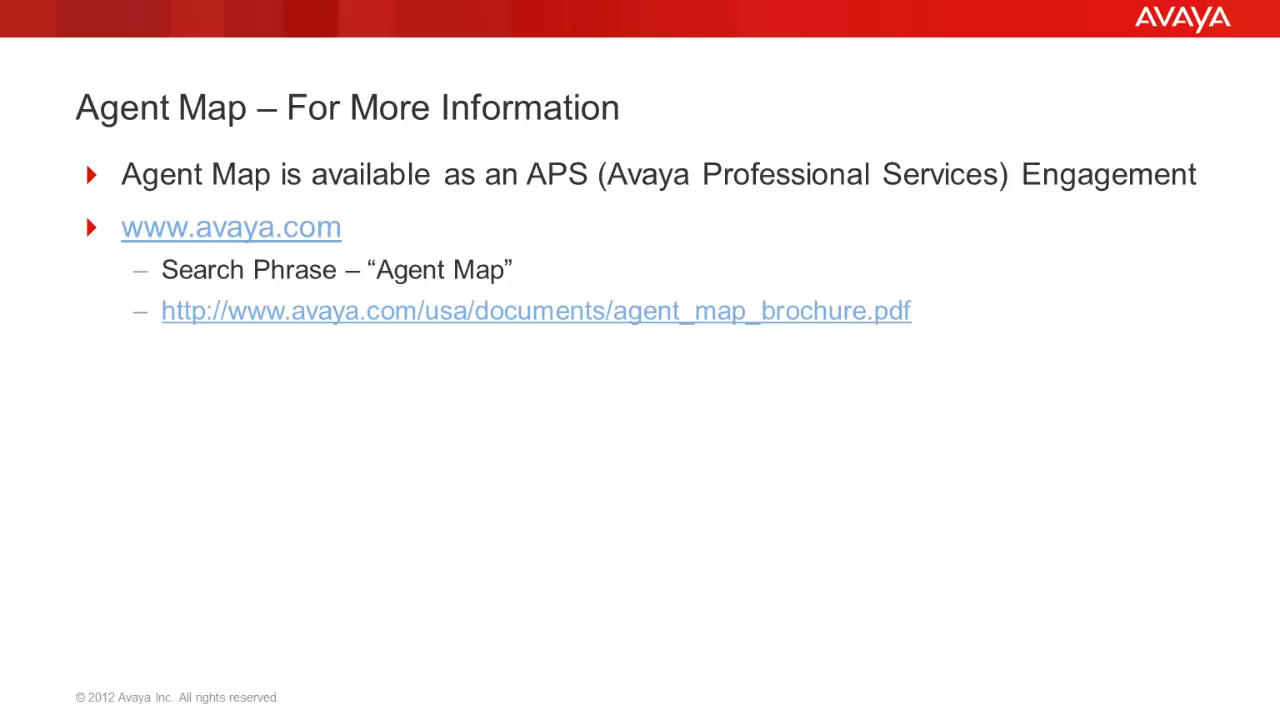 AVAYA
Agent Map – For More Information
Agent Map is available as an APS (Avaya Professional Services) Engagement
www.avaya.com
– Search Phrase – “Agent Map”
– http://www.avaya.com/usa/documents/agent_map_brochure.pdf
© 2012 Avaya Inc. All rights reserved.